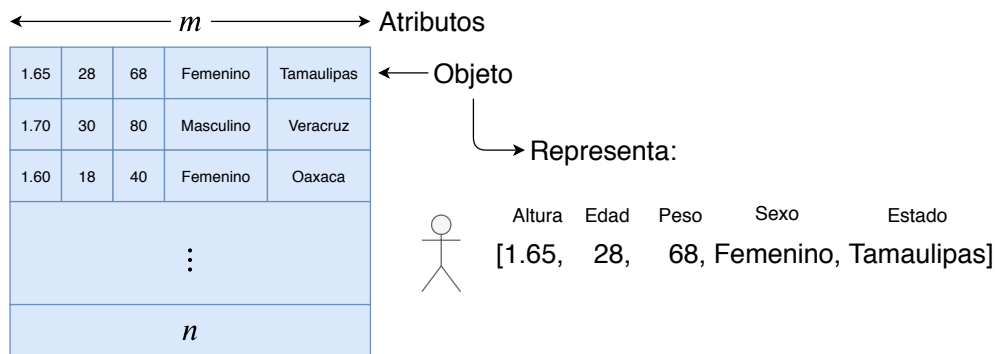 m Atributos
1.65 28 68 Femenino Tamaulipas
Objeto
1.70 30 80 Masculino Veracruz
1.60 18 40 Femenino Oaxaca
⋮
n
Representa:
Altura Edad Peso Sexo Estado
[1.65, 28, 68, Femenino, Tamaulipas]